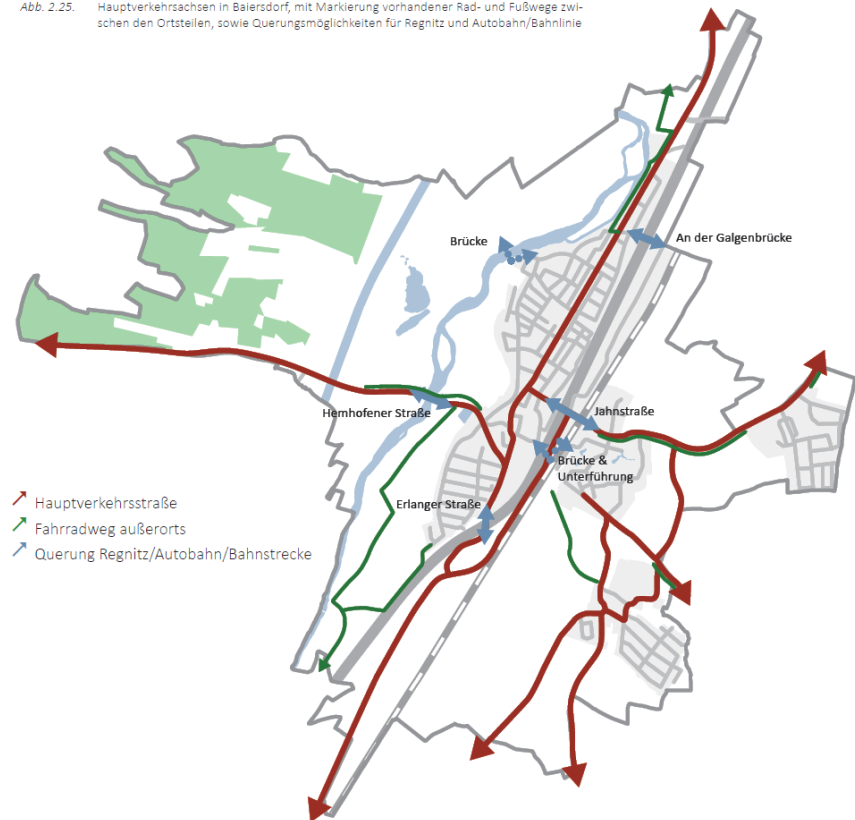 Abb. 2.25. Hauptverkehrsachsen in Baiersdorf, mit Markierung vorhandener Rad- und Fußwege zwi-
schen den Ortsteilen, sowie Querungsmöglichkeiten für Regnitz und Autobahn/Bahnlinie
Brücke
An der Galgenbrücke
Hemhofener Straße
Jahnstraße
Brücke &
Unterführung
Erlanger Straße
Hauptverkehrsstraße
Fahrradweg außerorts
Querung Regnitz/Autobahn/Bahnstrecke